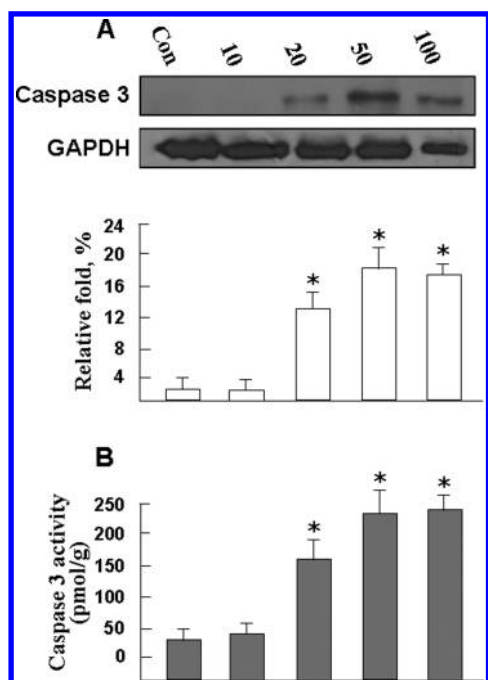 A
Con 10 20 50 100
Caspase 3
GAPDH
Relative fold, %
24
20
16
12
8
4
* * *
B
Caspase 3 activity
(pmol/g)
250
200
150
100
50
0
* * *